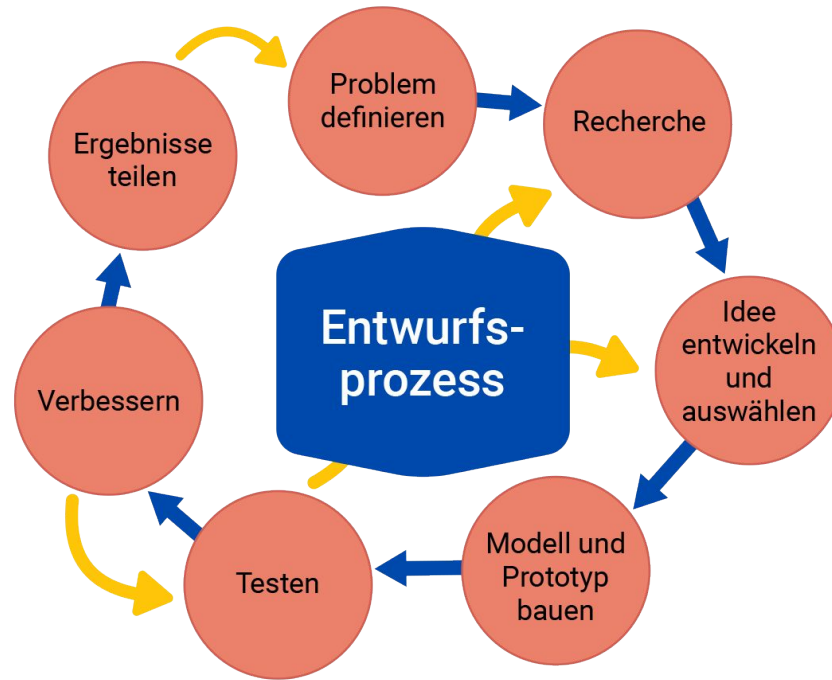 Problem
definieren
Recherche
Idee
entwickeln
und
auswählen
Modell und
Prototyp
bauen
Testen
Verbessern
Ergebnisse
teilen
Entwurfs-
prozess